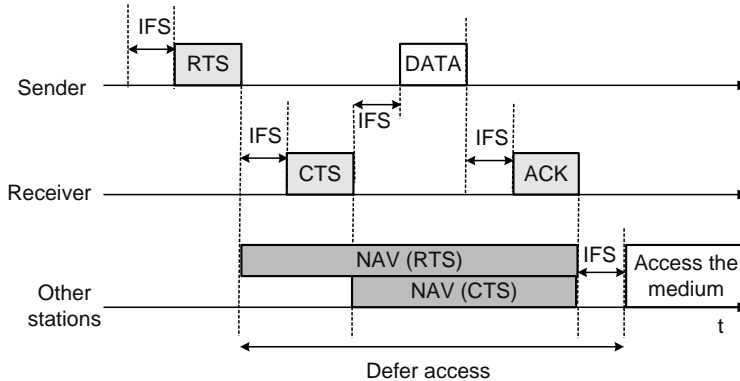 IFS
RTS
DATA
Sender
IFS
IFS
IFS
CTS
ACK
Receiver
NAV (RTS)
IFS
Access the
medium
NAV (CTS)
Other
stations
t
Defer access